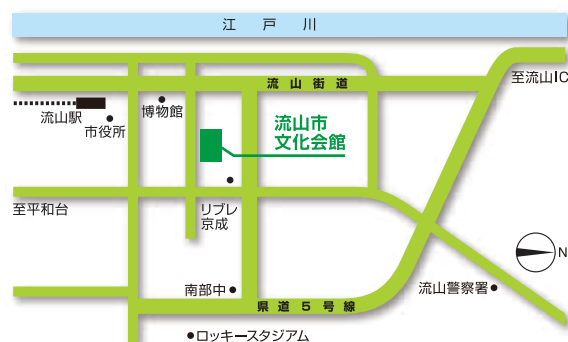 江戸川
流山街道
至流山IC
流山駅
市役所
博物館
流山市
文化会館
至平和台
リブレ
京成
N
南部中
県道5号線
流山警察署
ロッキースタジアム